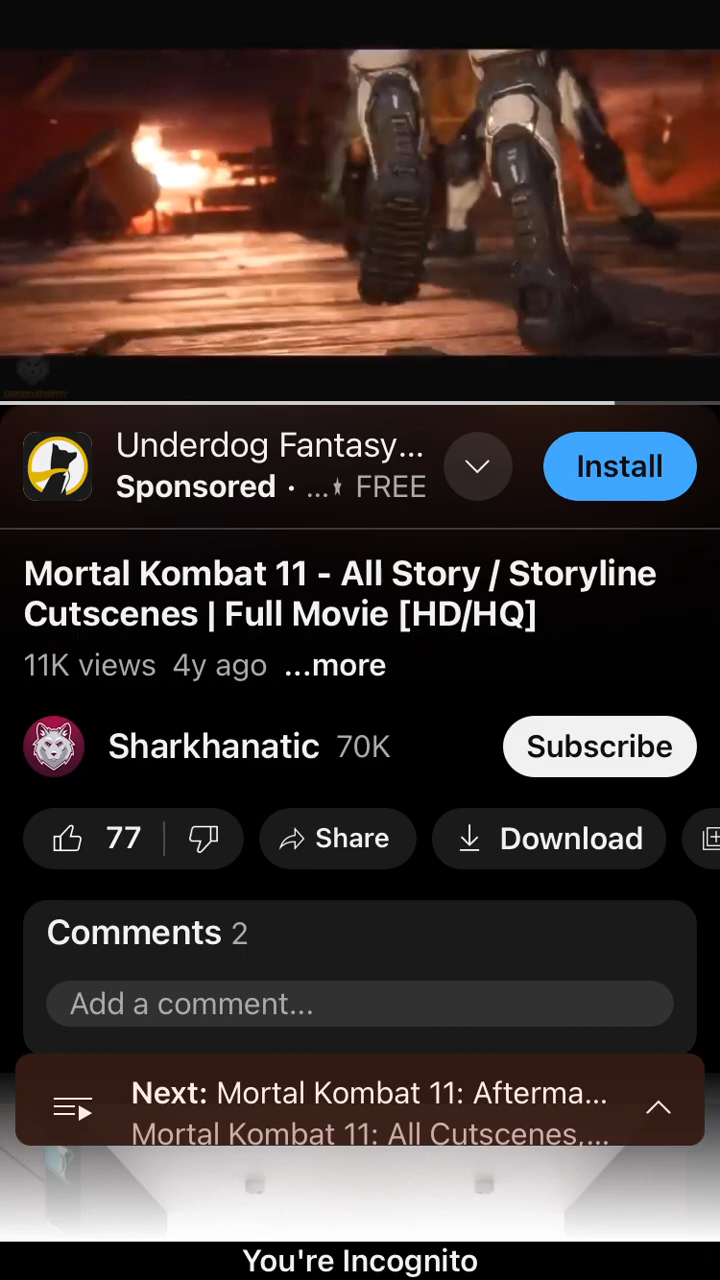 Underdog Fantasy...
Sponsored · ... FREE
Install
Mortal Kombat 11 - All Story / Storyline
Cutscenes | Full Movie [HD/HQ]
11K views 4y ago ...more
Sharkhanatic 70K
Subscribe
77
Share
Download
Comments 2
Add a comment...
Next: Mortal Kombat 11: Afterma...
Mortal Kombat 11: All Cutscenes,...
You're Incognito